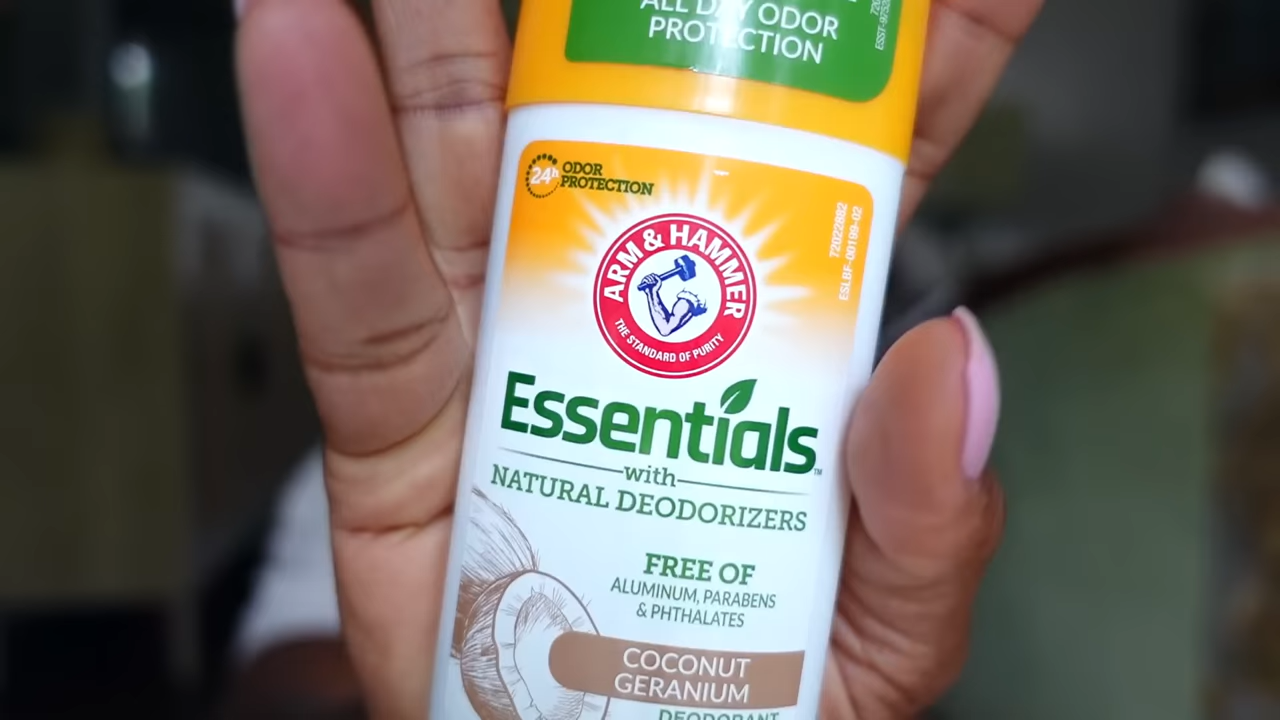 ALL DAY ODOR
PROTECTION
24h
ODOR
PROTECTION
72022882
ESLBF-00199-02
ARM & HAMMER
THE STANDARD OF PURITY
Essentials™
with
NATURAL DEODORIZERS
FREE OF
ALUMINUM, PARABENS
& PHTHALATES
COCONUT
GERANIUM
DEODORANT